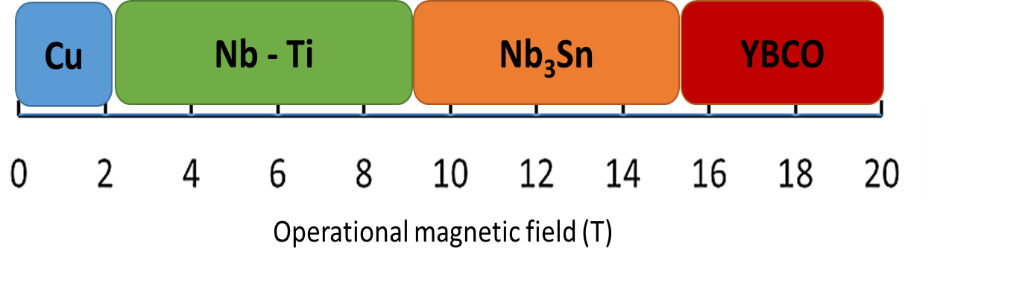 Cu Nb - Ti Nb₃Sn YBCO
0 2 4 6 8 10 12 14 16 18 20
Operational magnetic field (T)